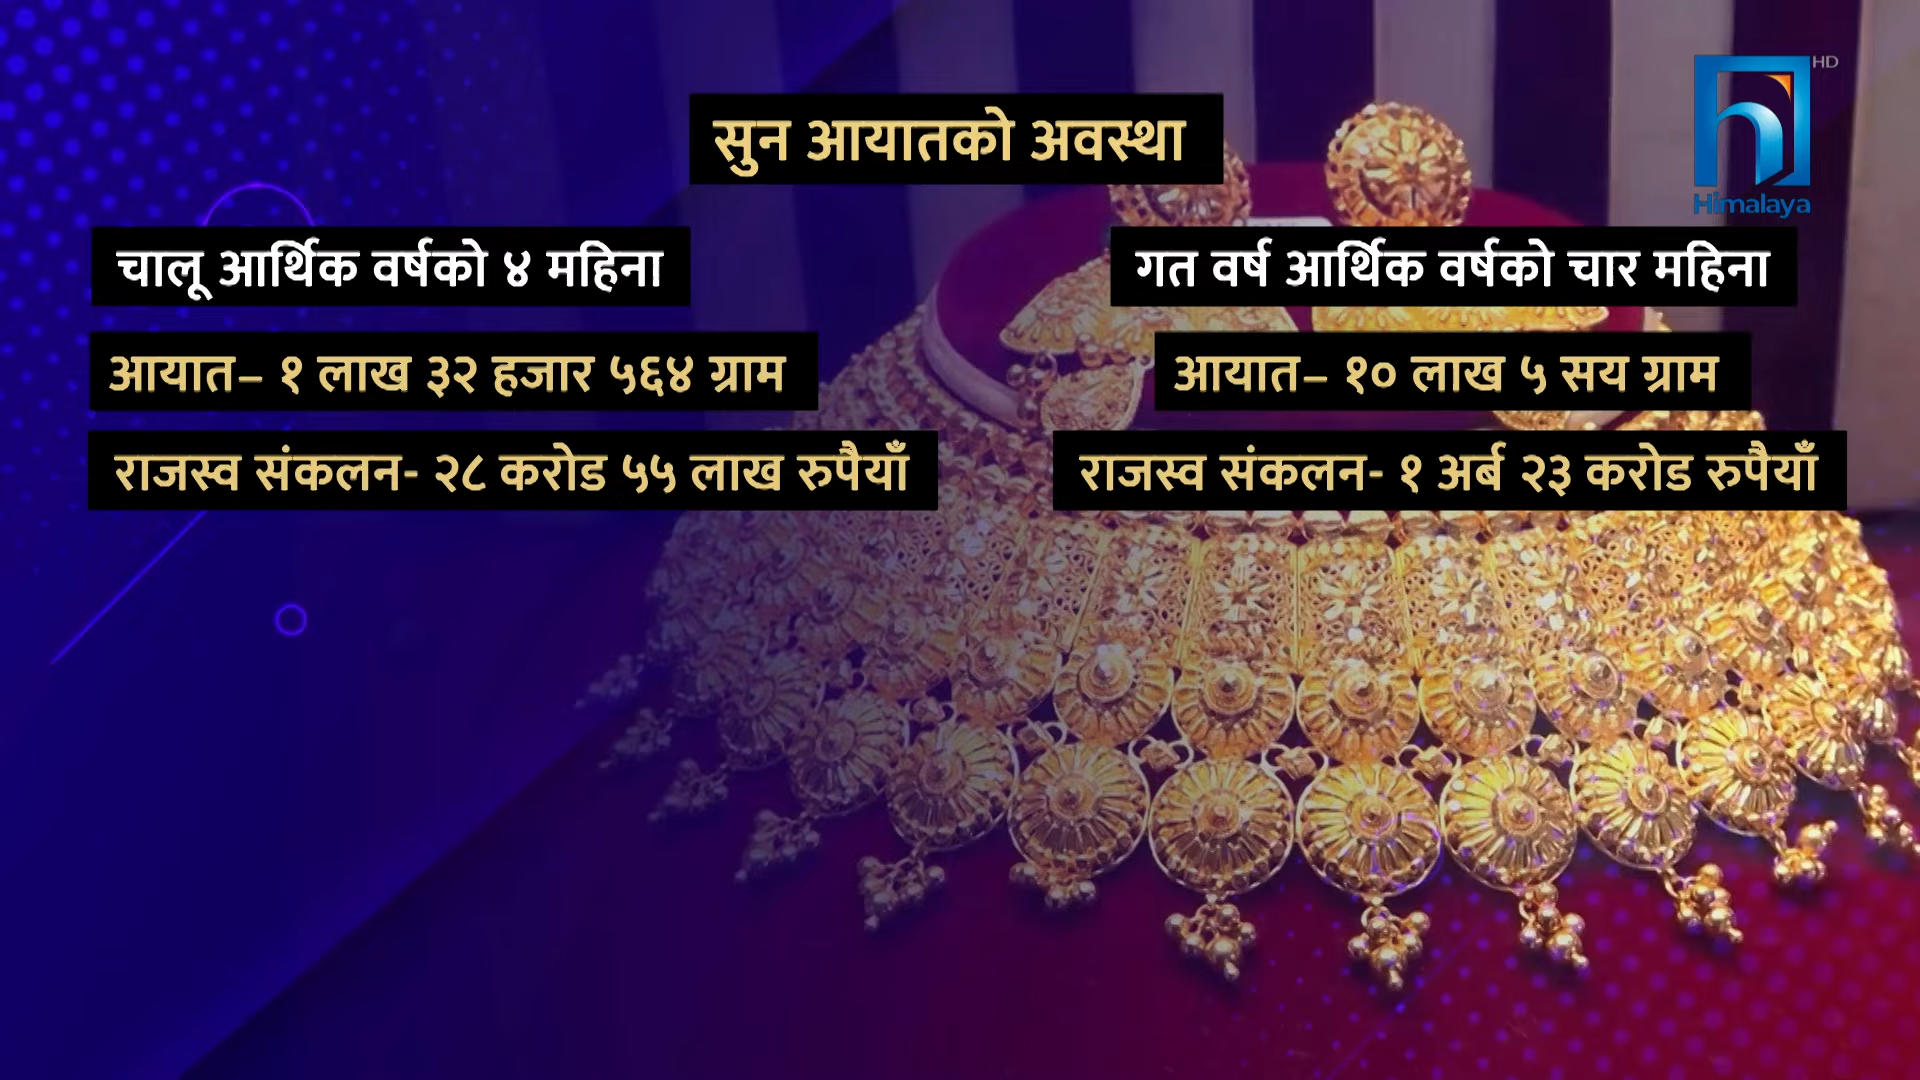 HD
Himalaya
सुन आयातको अवस्था
चालू आर्थिक वर्षको ४ महिना
आयात– १ लाख ३२ हजार ५६४ ग्राम
राजस्व संकलन- २८ करोड ५५ लाख रुपैयाँ
गत वर्ष आर्थिक वर्षको चार महिना
आयात– १० लाख ५ सय ग्राम
राजस्व संकलन- १ अर्ब २३ करोड रुपैयाँ